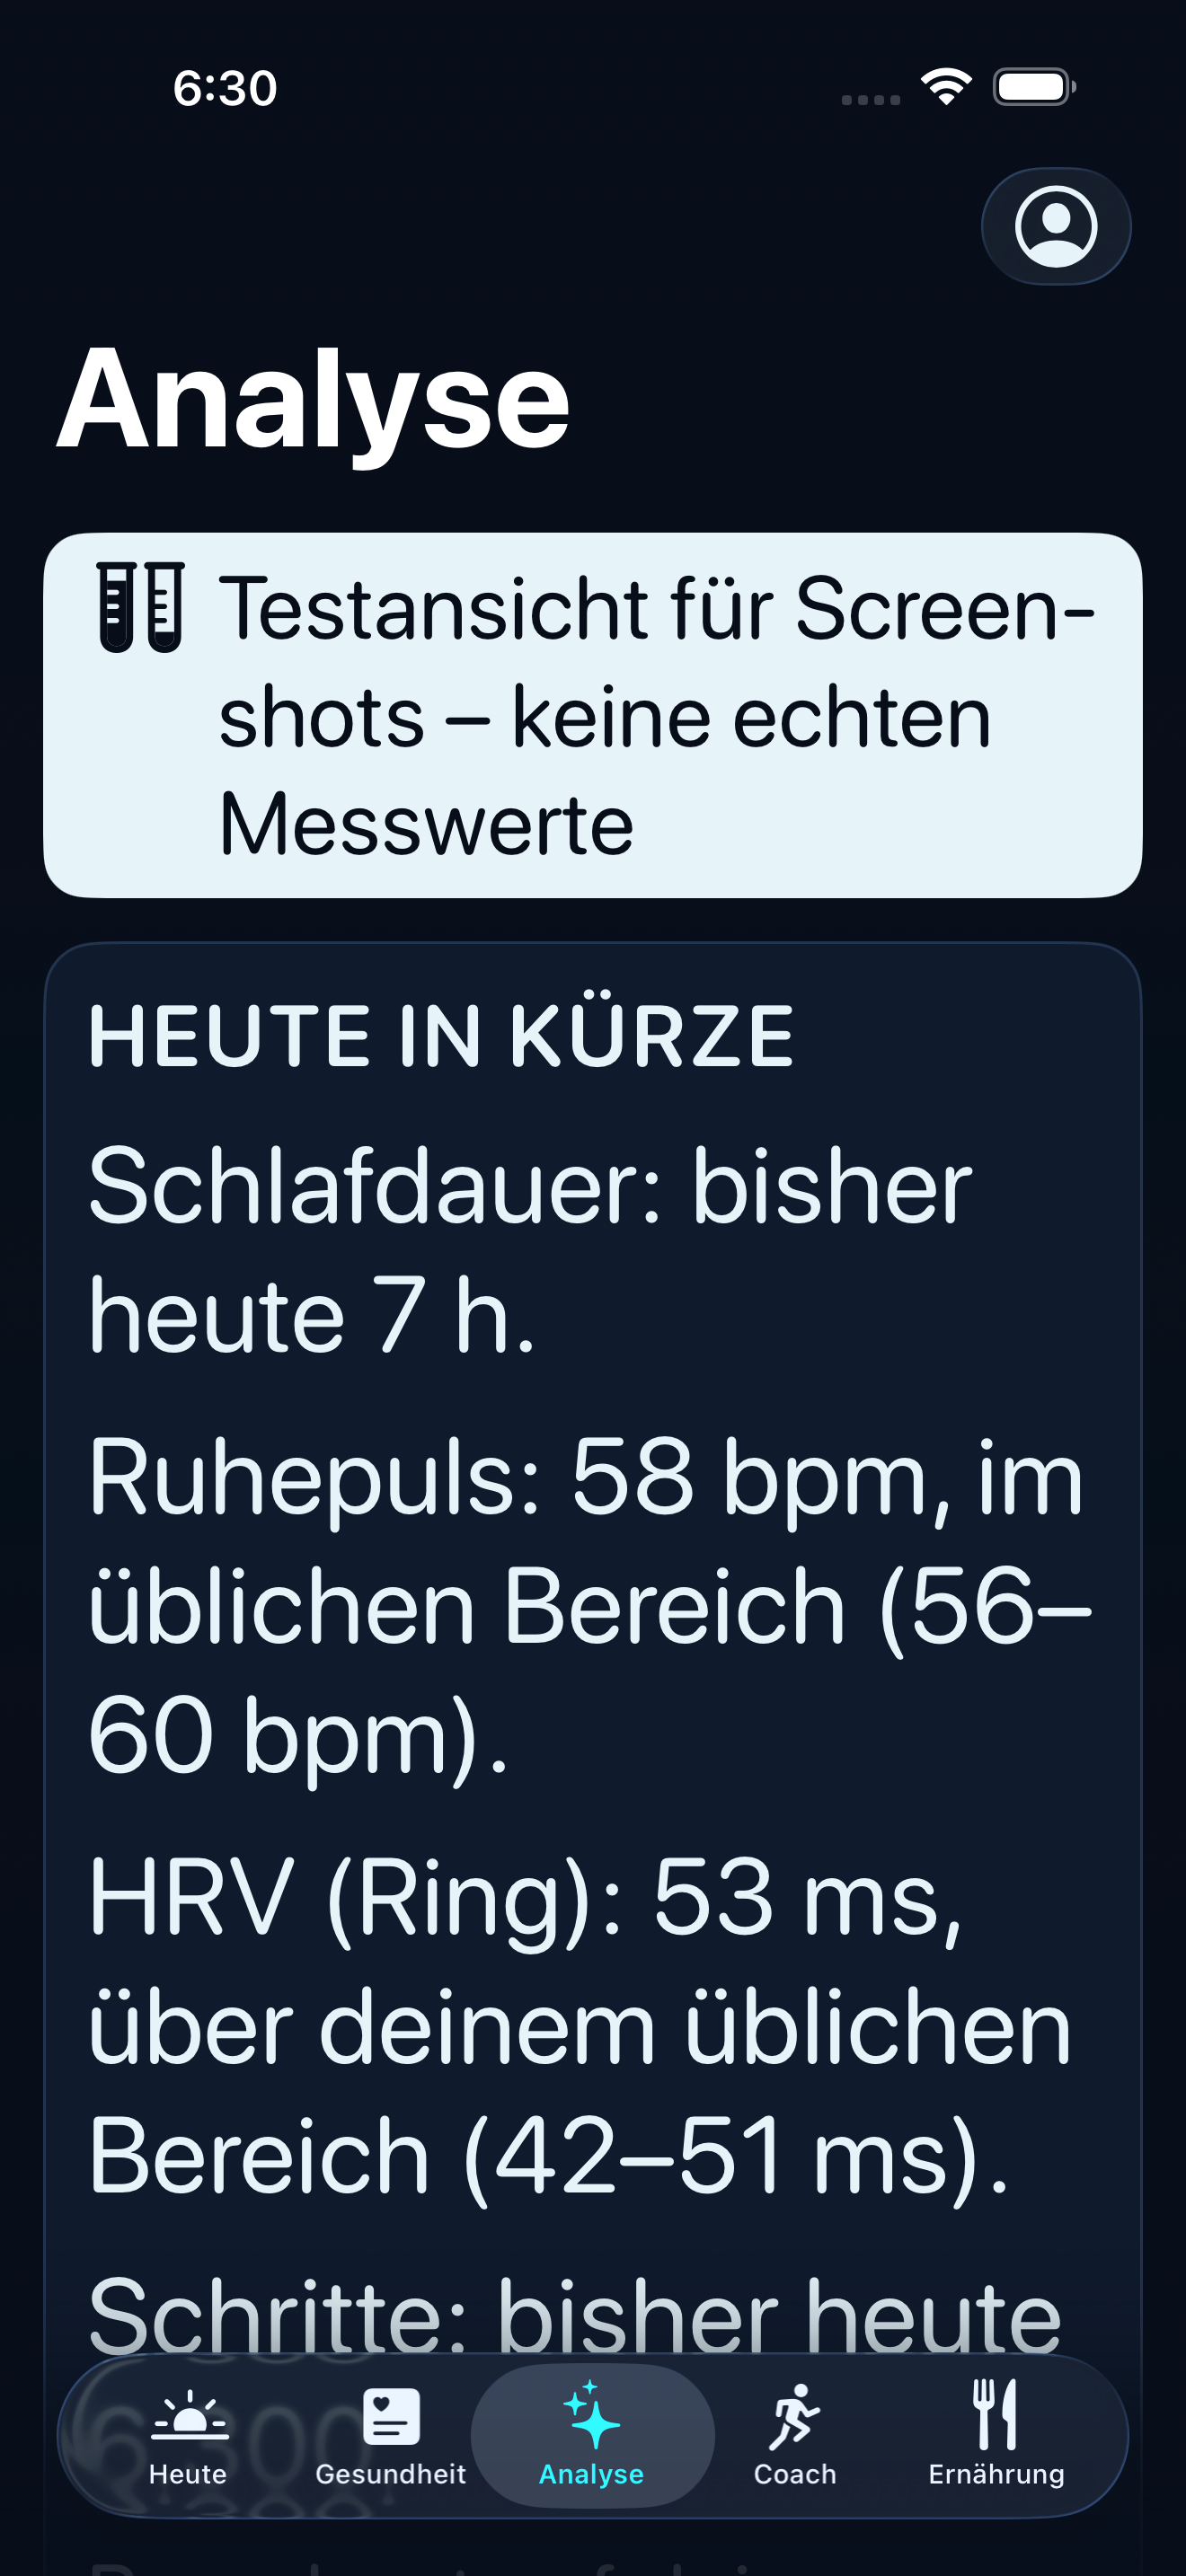 6:30
Analyse
Testansicht für Screen-
shots – keine echten
Messwerte
HEUTE IN KÜRZE
Schlafdauer: bisher
heute 7 h.
Ruhepuls: 58 bpm, im
üblichen Bereich (56–
60 bpm).
HRV (Ring): 53 ms,
über deinem üblichen
Bereich (42–51 ms).
Schritte: bisher heute
Heute
Gesundheit
Analyse
Coach
Ernährung